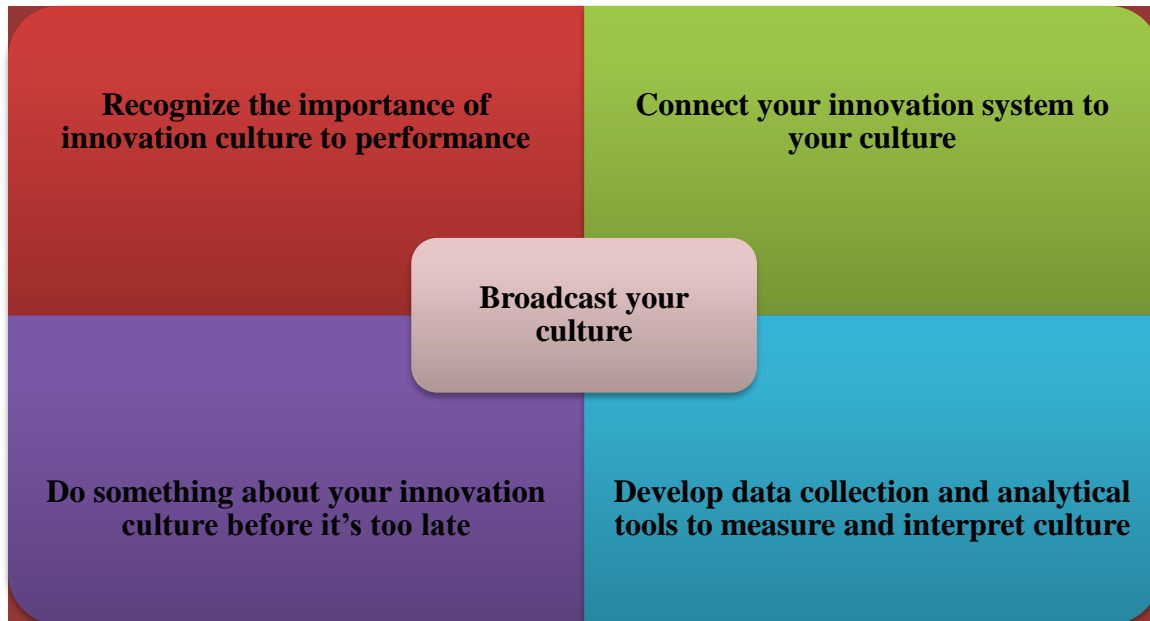 Recognize the importance of
innovation culture to performance
Connect your innovation system to
your culture
Broadcast your
culture
Do something about your innovation
culture before it’s too late
Develop data collection and analytical
tools to measure and interpret culture